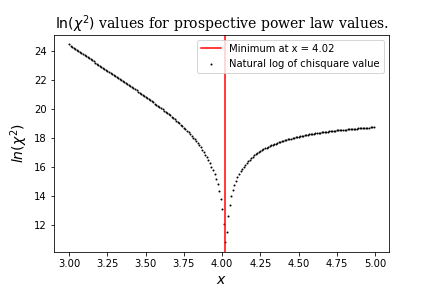 ln(χ²) values for prospective power law values.
Minimum at x = 4.02
Natural log of chisquare value
24
22
20
18
16
14
12
ln(χ²)
3.00 3.25 3.50 3.75 4.00 4.25 4.50 4.75 5.00
x